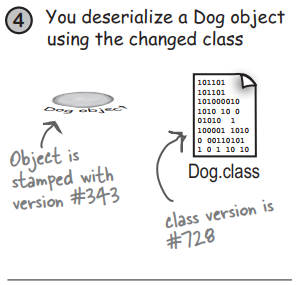 4 You deserialize a Dog object
using the changed class
Dog object
Object is
stamped with
version #343
101101
101101
101000010
1010 10 0
01010 1
100001 1010
0 00110101
1 0 1 10 10
Dog.class
class version is
#728